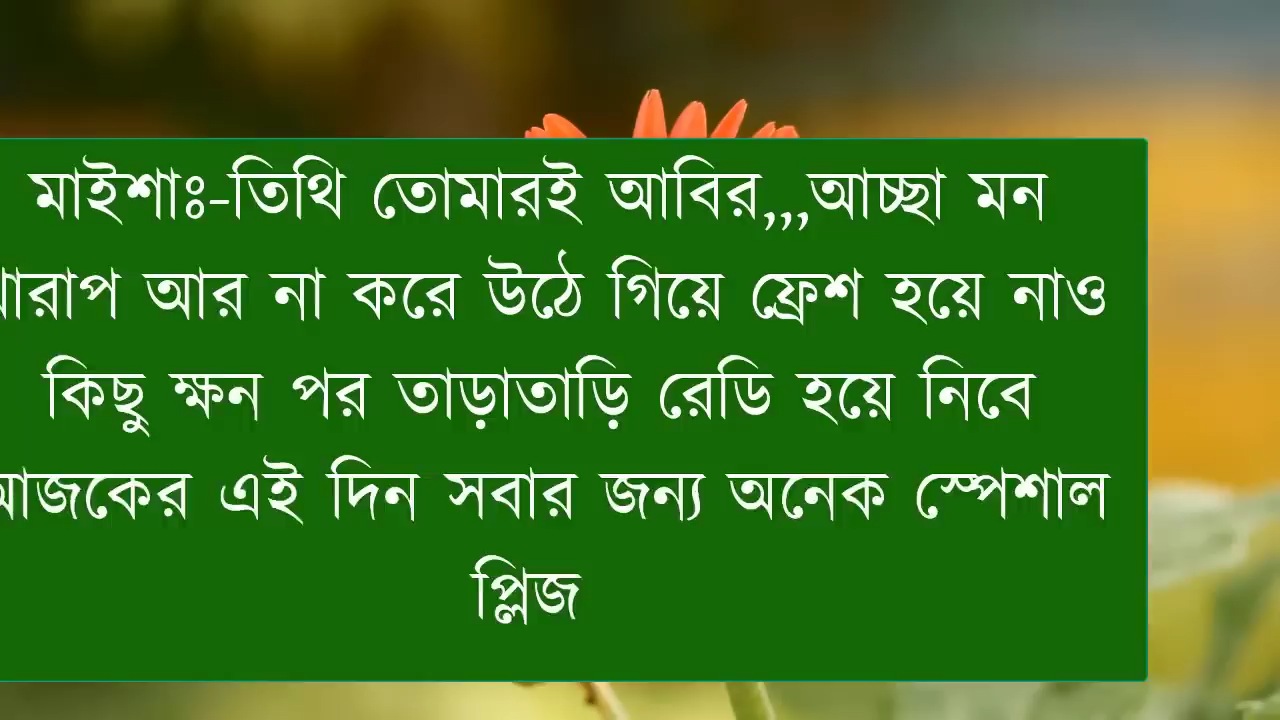 মাইশাঃ-তিথি তোমারই আবির,,,আচ্ছা মন
আর না করে উঠে গিয়ে ফ্রেশ হয়ে নাও
কিছু ক্ষন পর তাড়াতাড়ি রেডি হয়ে নিবে
আজকের এই দিন সবার জন্য অনেক স্পেশাল
প্লিজ